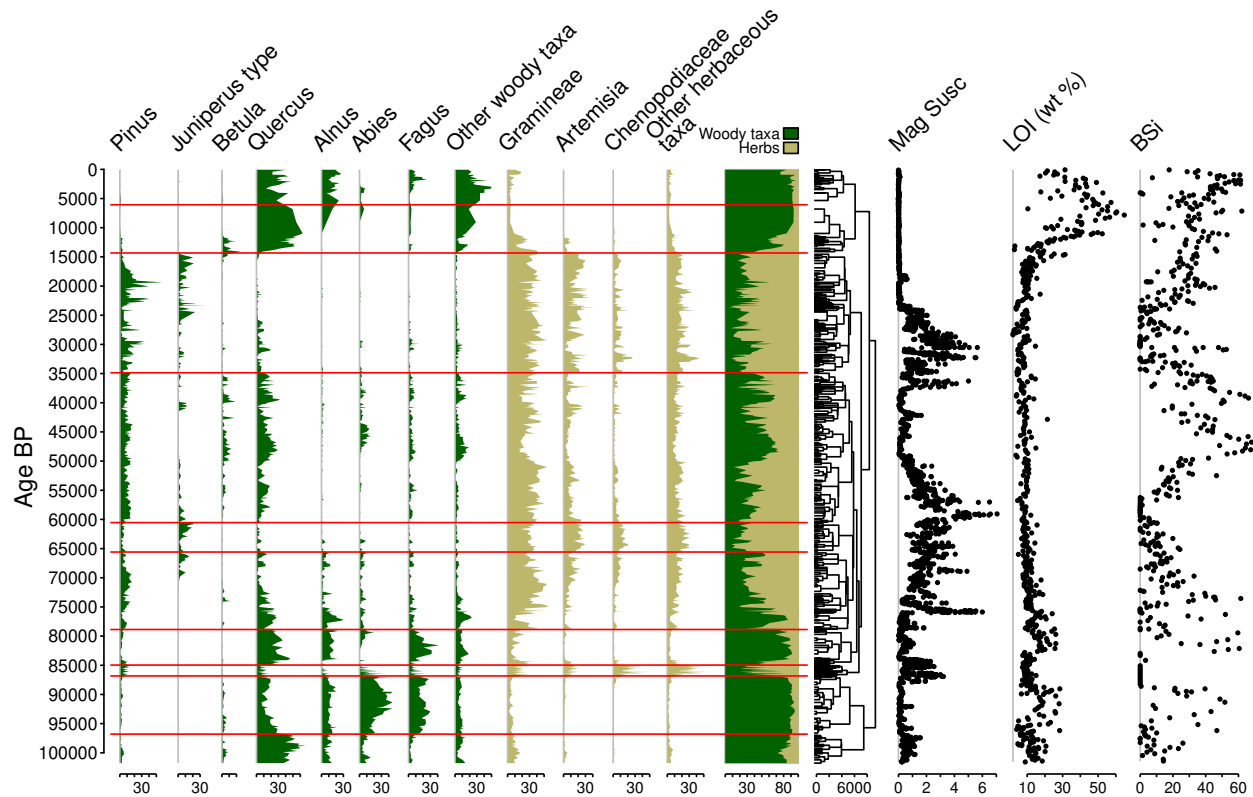 Pinus
Juniperus type
Betula
Quercus
Alnus
Abies
Fagus
Other woody taxa
Gramineae
Artemisia
Chenopodiaceae
Other herbaceous
taxa
Woody taxa
Herbs
Mag Susc
LOI (wt %)
BSi
Age BP
0
5000
10000
15000
20000
25000
30000
35000
40000
45000
50000
55000
60000
65000
70000
75000
80000
85000
90000
95000
100000
30 30 30 30 30 30 30 30 30 30 30 80 0 6000 0 2 4 6 10 30 50 0 20 40 60